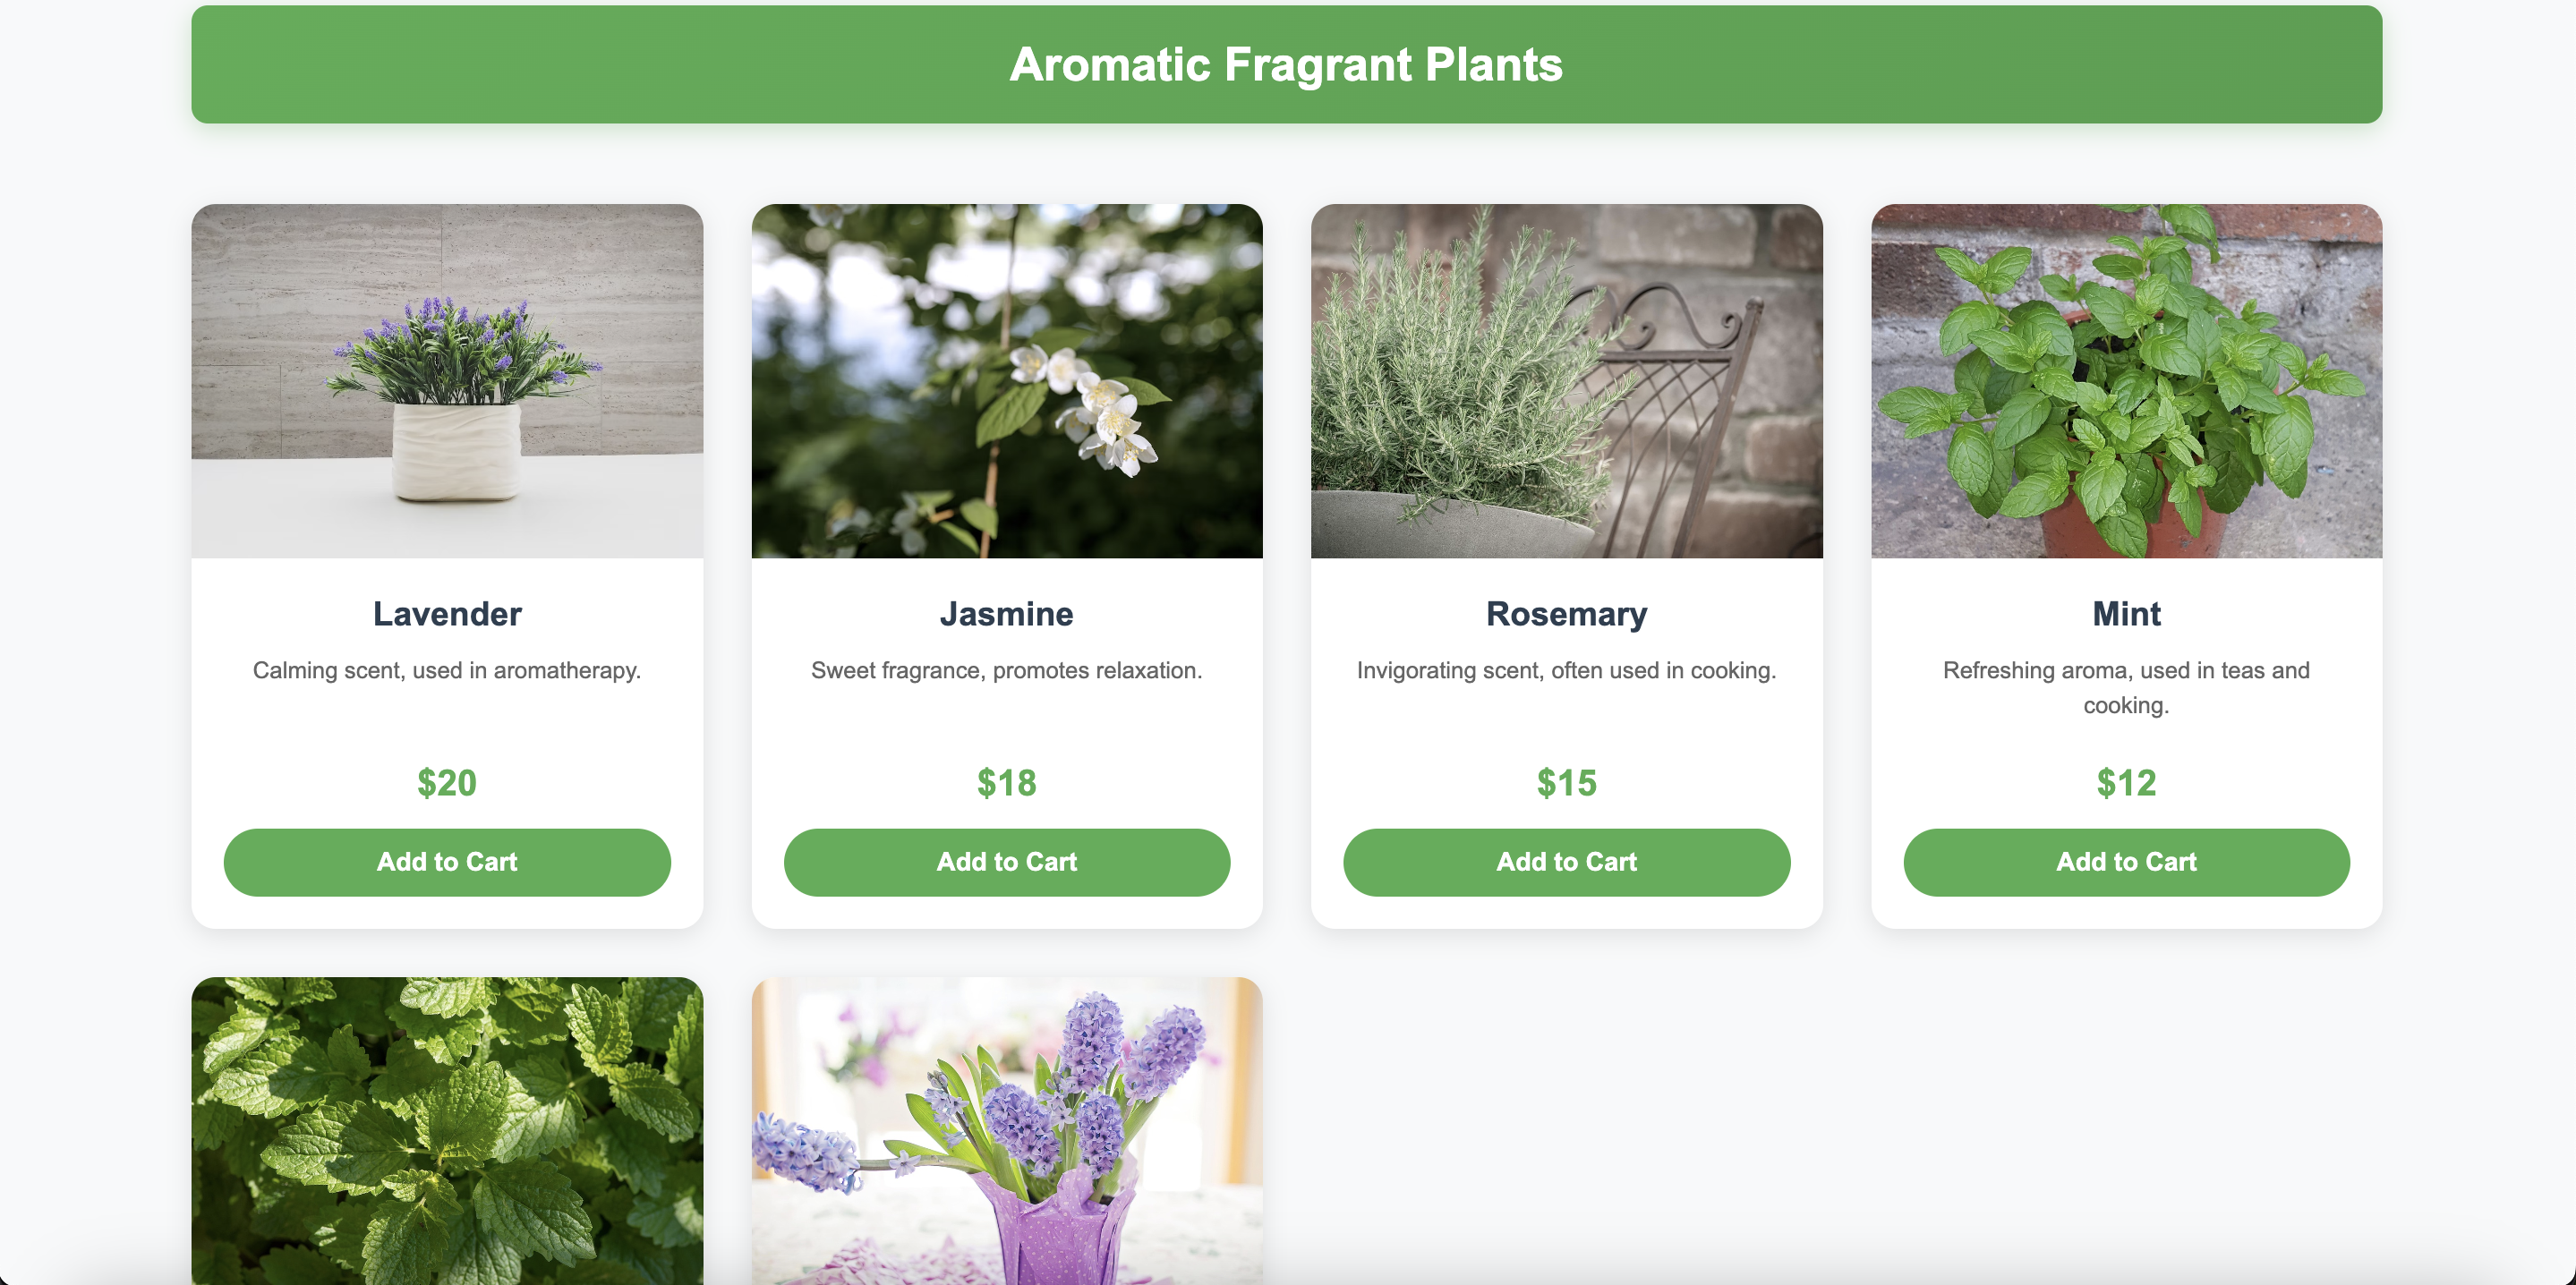 Aromatic Fragrant Plants
Lavender
Calming scent, used in aromatherapy.
$20
Add to Cart
Jasmine
Sweet fragrance, promotes relaxation.
$18
Add to Cart
Rosemary
Invigorating scent, often used in cooking.
$15
Add to Cart
Mint
Refreshing aroma, used in teas and
cooking.
$12
Add to Cart